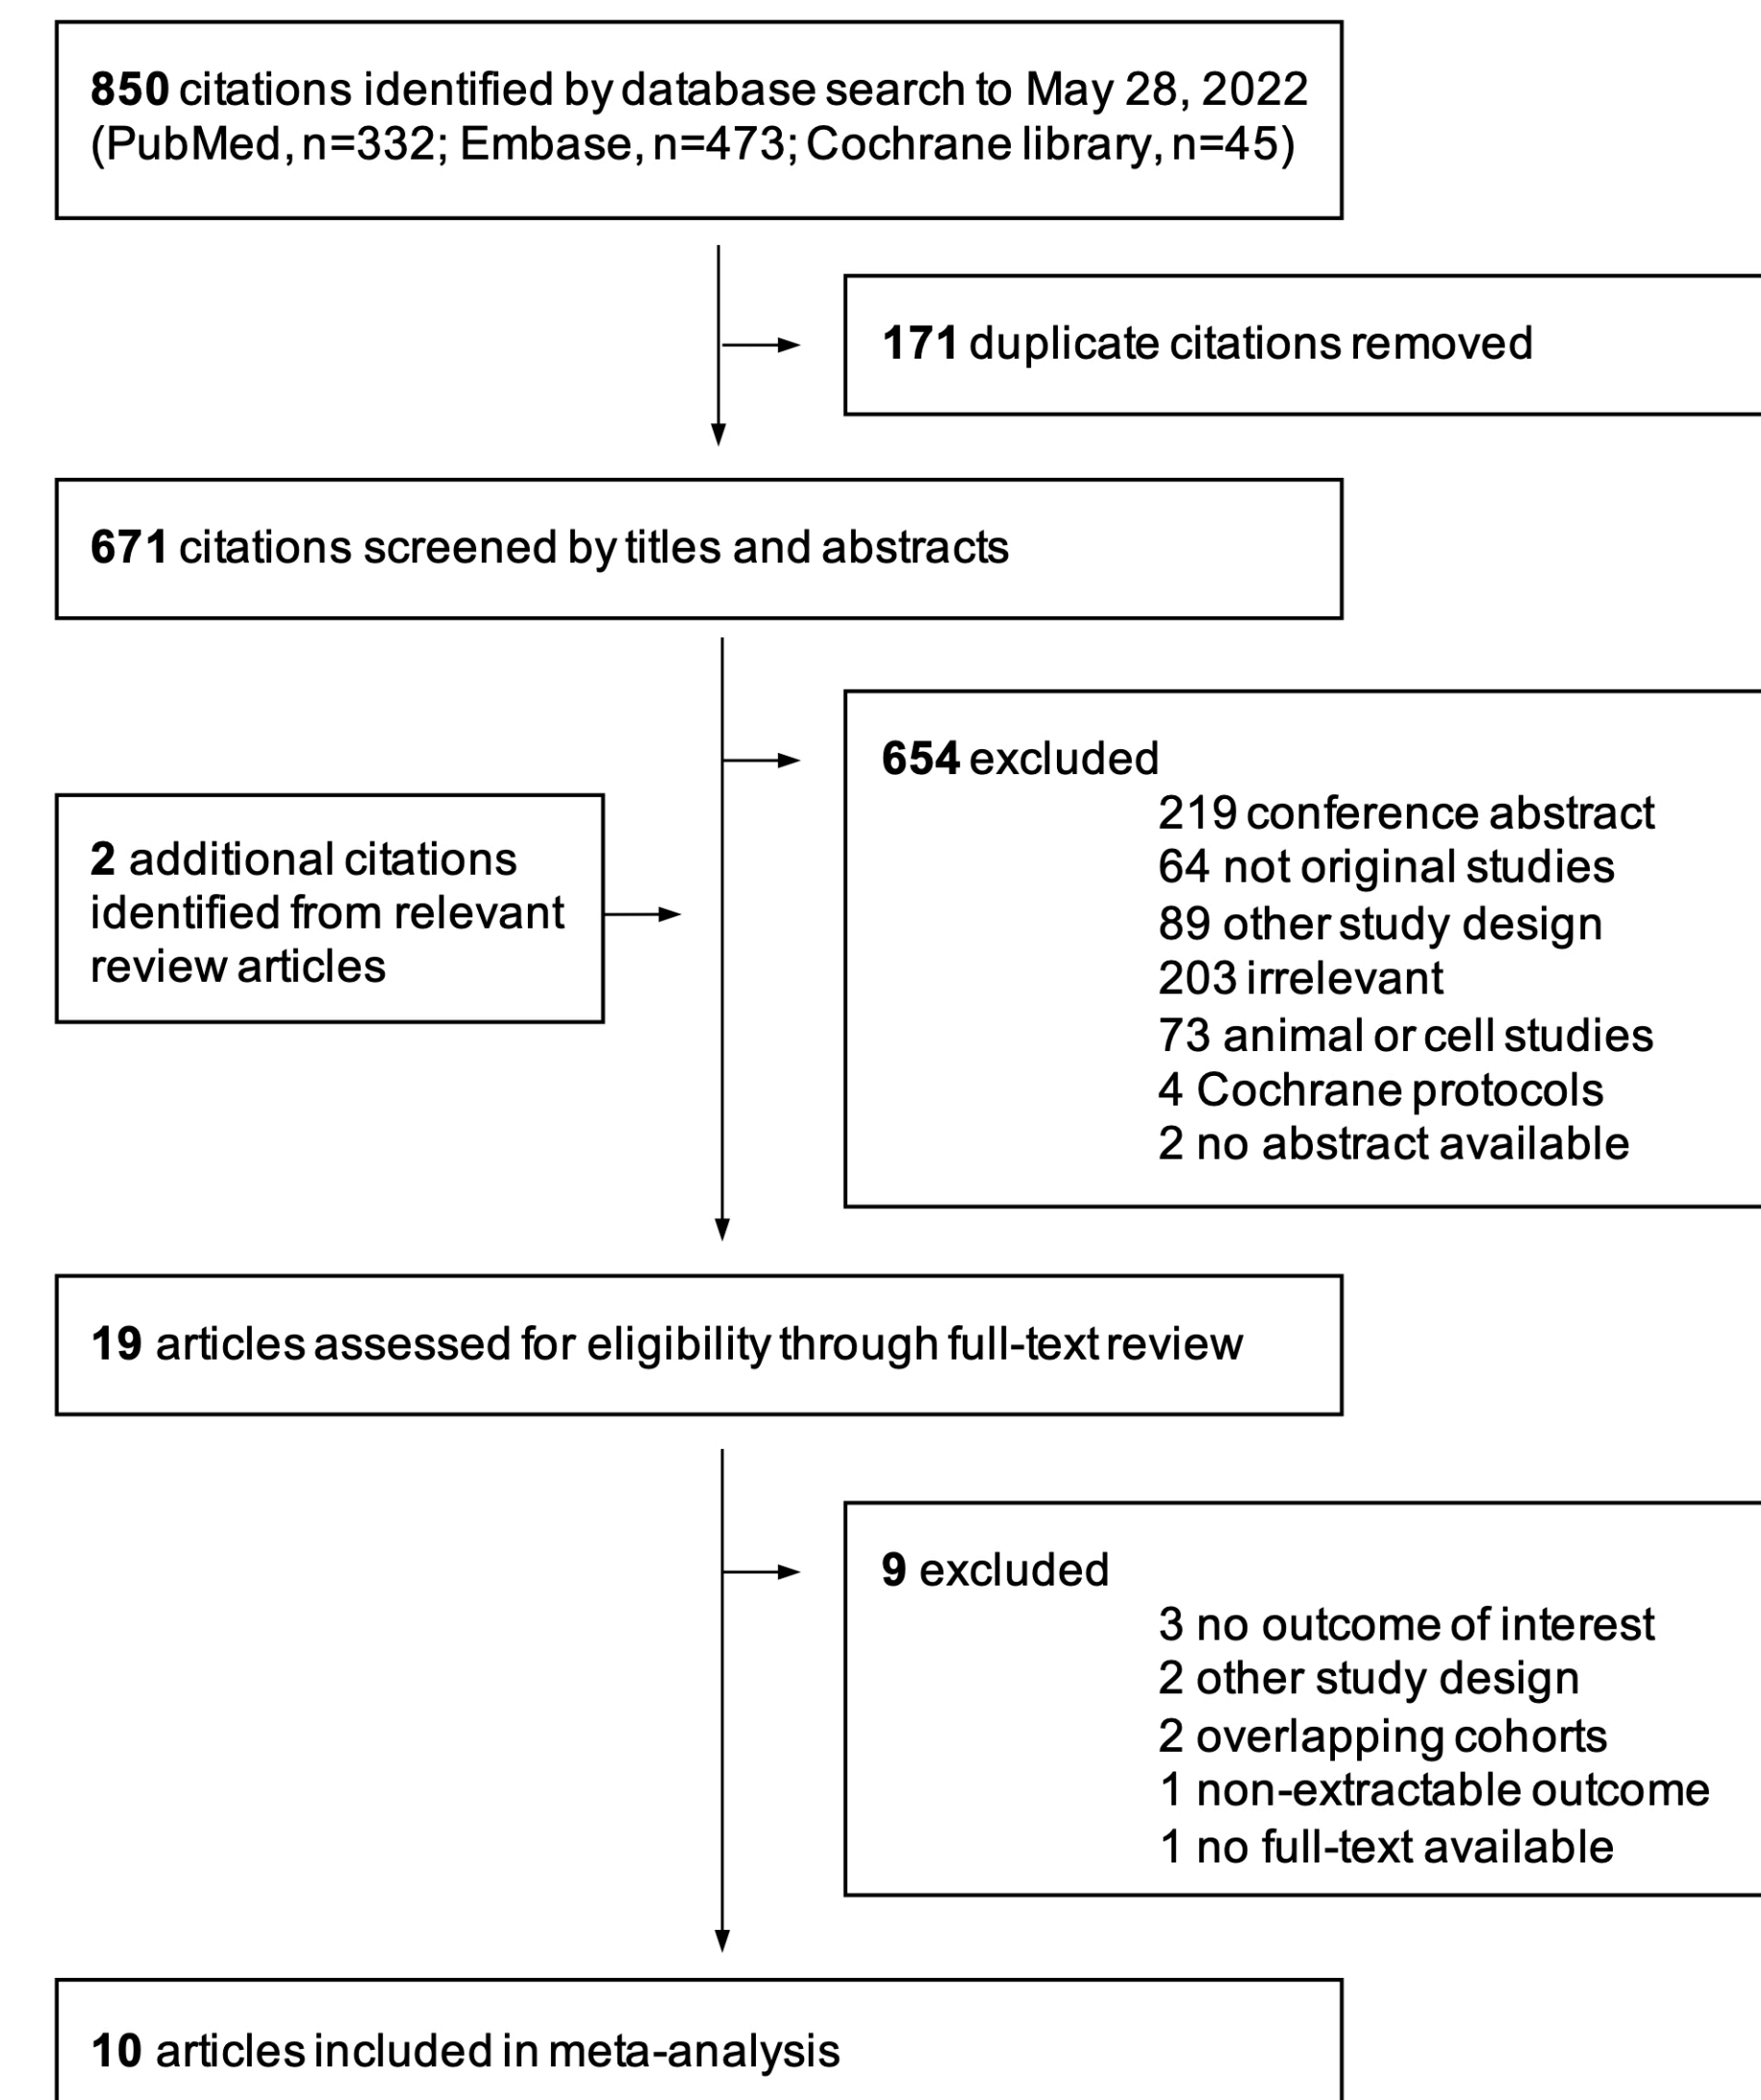 850 citations identified by database search to May 28, 2022
(PubMed, n=332; Embase, n=473; Cochrane library, n=45)
171 duplicate citations removed
671 citations screened by titles and abstracts
654 excluded
219 conference abstract
64 not original studies
89 other study design
203 irrelevant
73 animal or cell studies
4 Cochrane protocols
2 no abstract available
2 additional citations
identified from relevant
review articles
19 articles assessed for eligibility through full-text review
9 excluded
3 no outcome of interest
2 other study design
2 overlapping cohorts
1 non-extractable outcome
1 no full-text available
10 articles included in meta-analysis